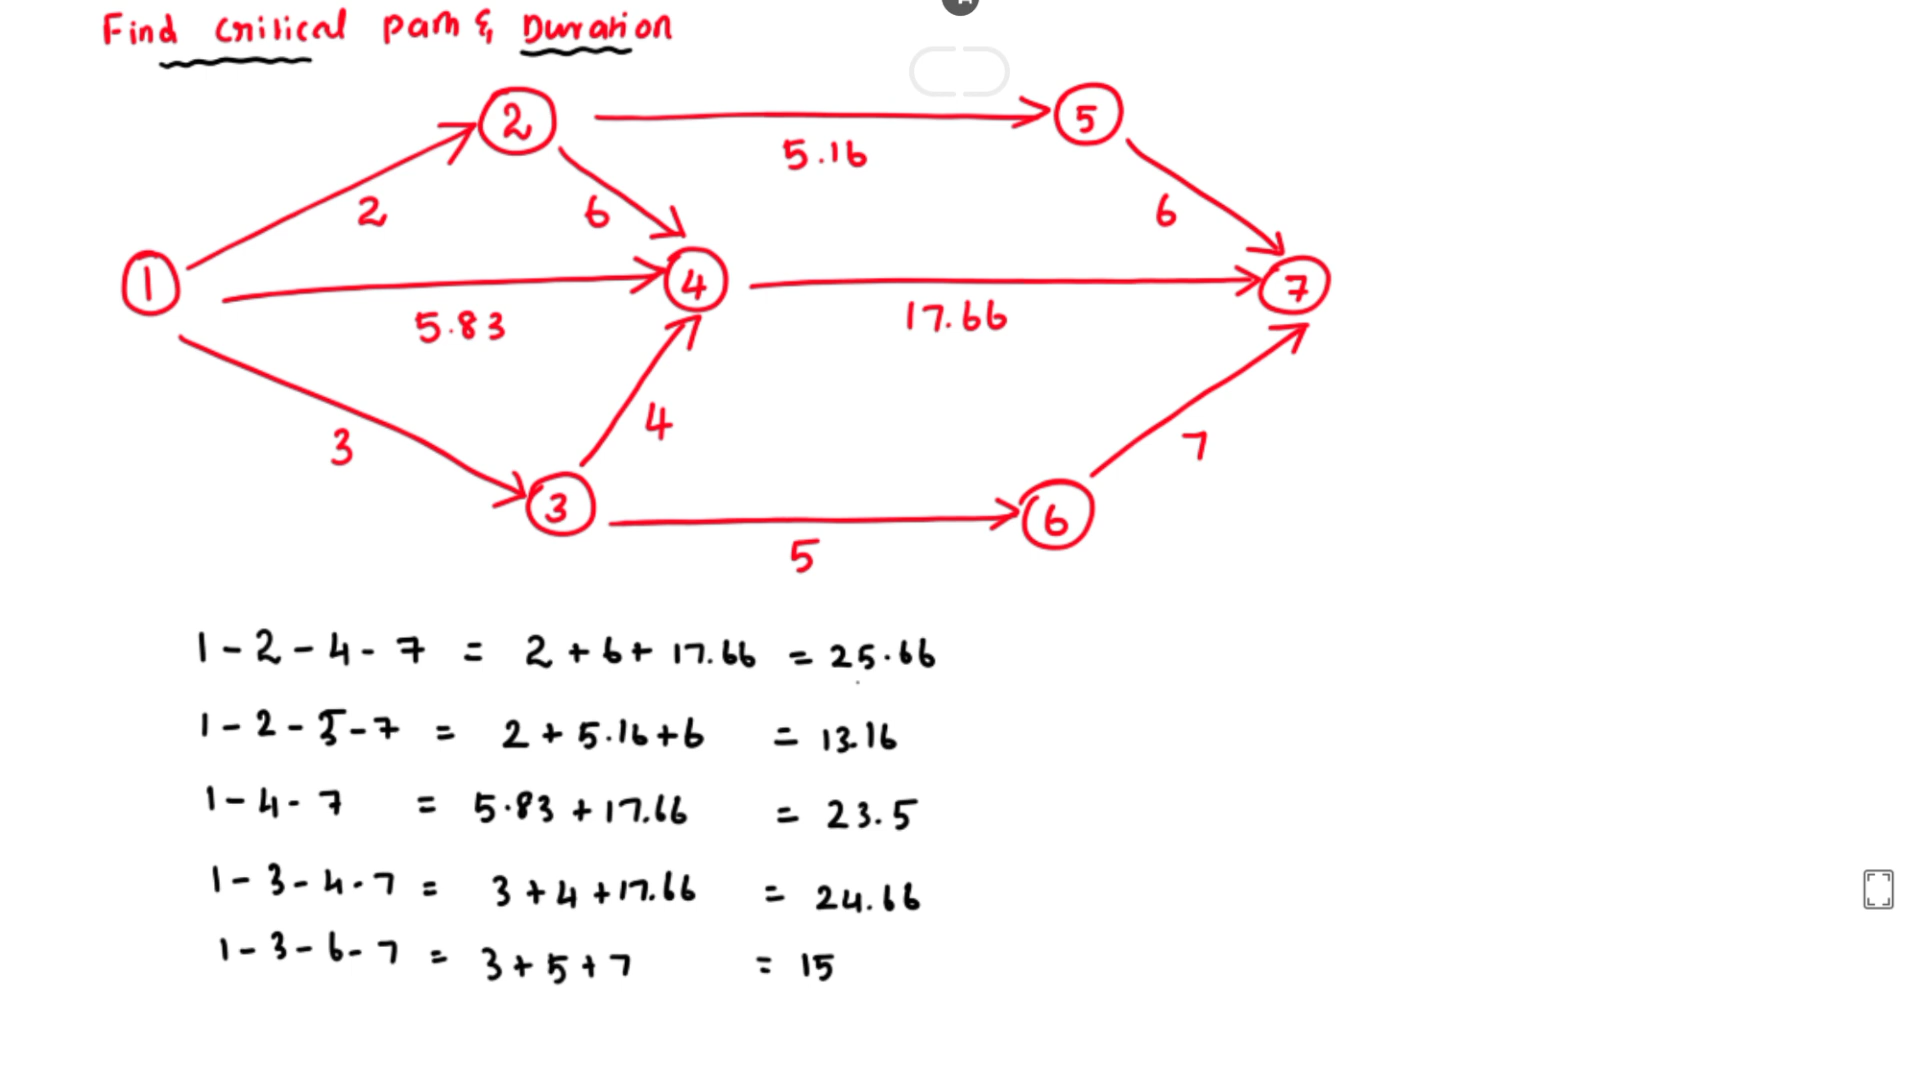 Find Critical Path & Duration
2
5
5.16
2
6
6
1
4
7
5.83
17.66
4
3
7
3
6
5
1 - 2 - 4 - 7 = 2 + 6 + 17.66 = 25.66
1 - 2 - 5 - 7 = 2 + 5.16 + 6 = 13.16
1 - 4 - 7 = 5.83 + 17.66 = 23.5
1 - 3 - 4 - 7 = 3 + 4 + 17.66 = 24.66
1 - 3 - 6 - 7 = 3 + 5 + 7 = 15